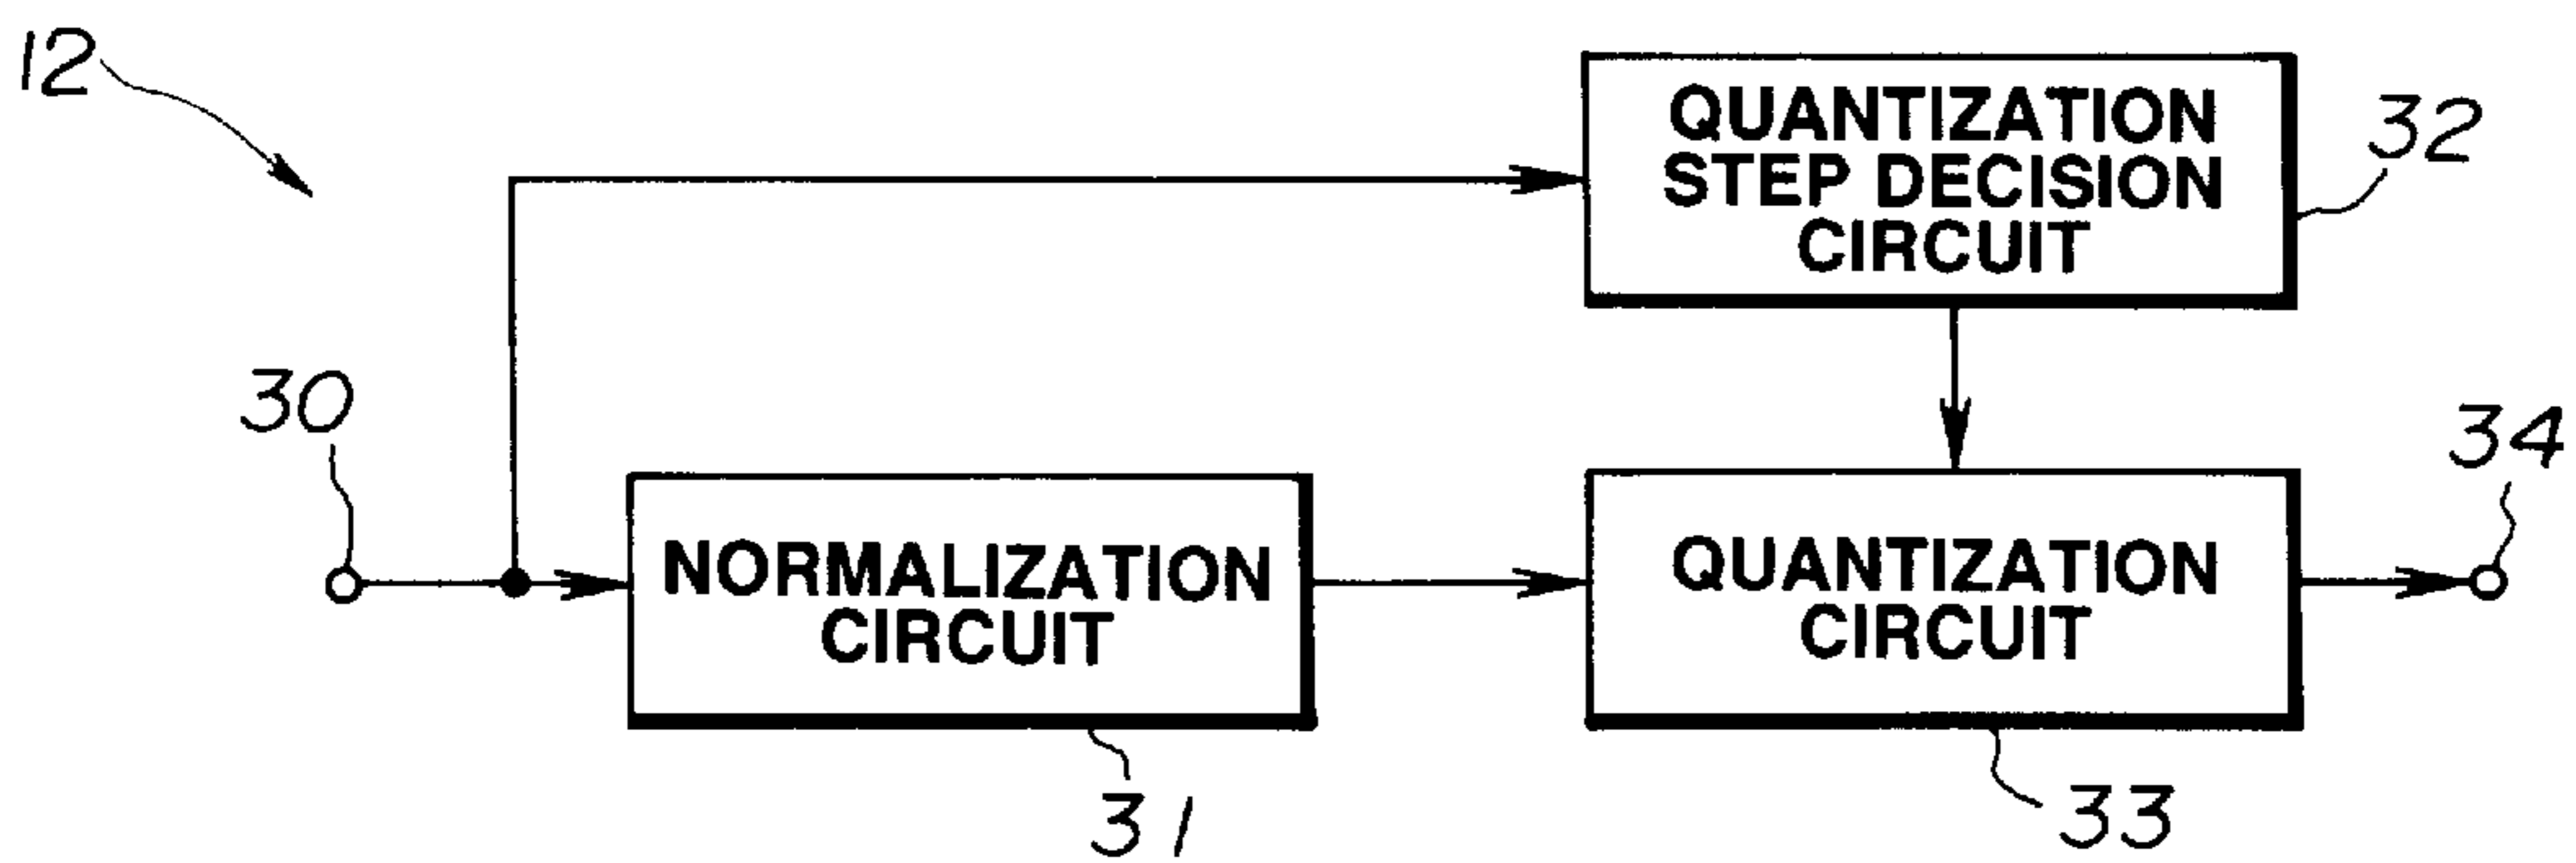 12
QUANTIZATION
STEP DECISION
CIRCUIT
32
30
34
NORMALIZATION
CIRCUIT
QUANTIZATION
CIRCUIT
31
33